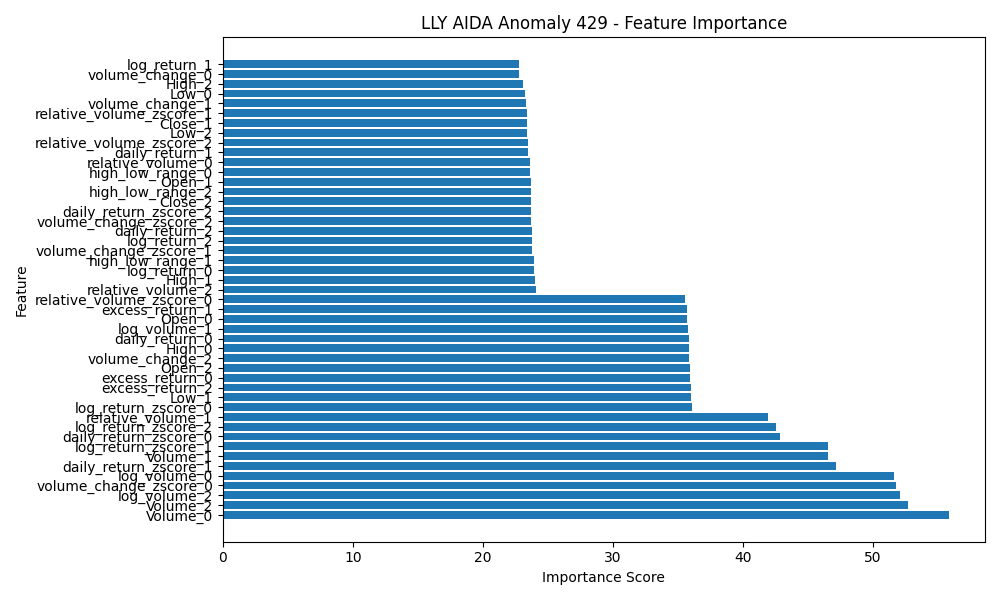 LLY AIDA Anomaly 429 - Feature Importance
log_return_1
volume_change_0
High_2
Low_0
volume_change_1
relative_volume_zscore_1
Close_1
Low_2
relative_volume_zscore_2
daily_return_1
relative_volume_0
high_low_range_0
Open_1
high_low_range_2
Close_2
daily_return_zscore_2
volume_change_zscore_2
daily_return_2
log_return_2
volume_change_zscore_1
high_low_range_1
log_return_0
High_1
relative_volume_2
relative_volume_zscore_0
excess_return_1
Open_0
log_volume_1
daily_return_0
High_0
volume_change_2
Open_2
excess_return_0
excess_return_2
Low_1
log_return_zscore_0
relative_volume_1
log_return_zscore_2
daily_return_zscore_0
log_return_zscore_1
Volume_1
daily_return_zscore_1
log_volume_0
volume_change_zscore_0
log_volume_2
Volume_2
Volume_0
Feature
0 10 20 30 40 50
Importance Score